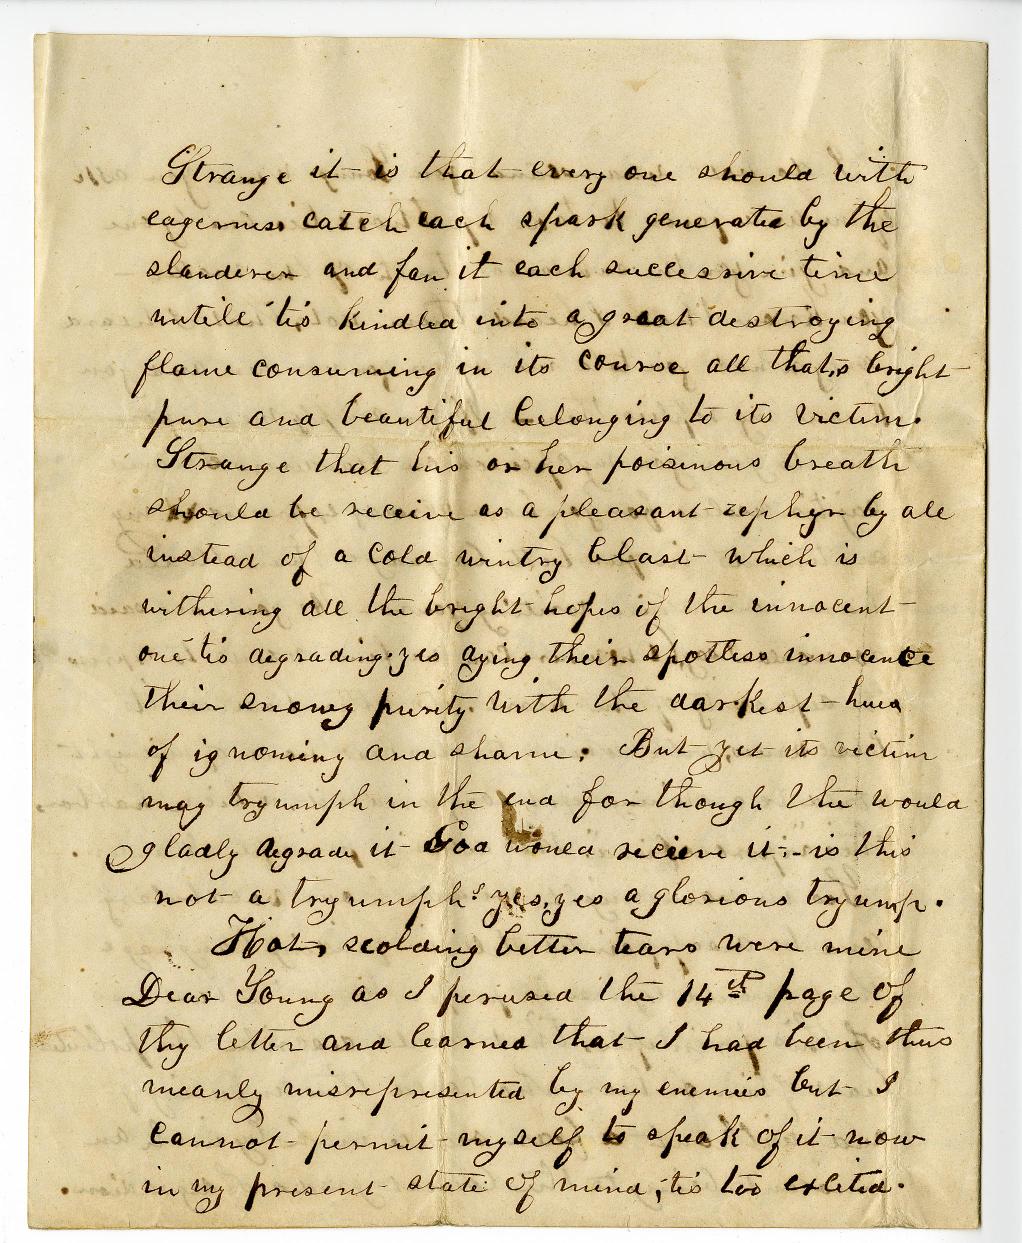 Strange it is that every one should with
eagerness catch each spark generated by the
slanderer and fan it each successive time
untill 'tis kindled into a great destroying
flame consuming in its course all that,s bright
pure and beautiful belonging to its victim.
Strange that his or her poisinous breath
should be receive as a pleasant zephyr by all
instead of a cold wintry blast which is
withering all the bright hopes of the innocent
one 'tis degrading. yes dying their spotless innocence
their snowy purity with the darkest hues
of ignominy and shame; But yet its victim
may tryumph in the end for though the would
gladly degrade it God would recieve it;- is this
not a tryumph? yes, yes a glorious tryump.
Hot, scolding better tears were mine
Dear Young as I perused the 14th page of
thy letter and learned that I had been thus
meanly misrepresented by my enemies but I
cannot permit myself to speak of it now
in my present state of mind; 'tis too excited.